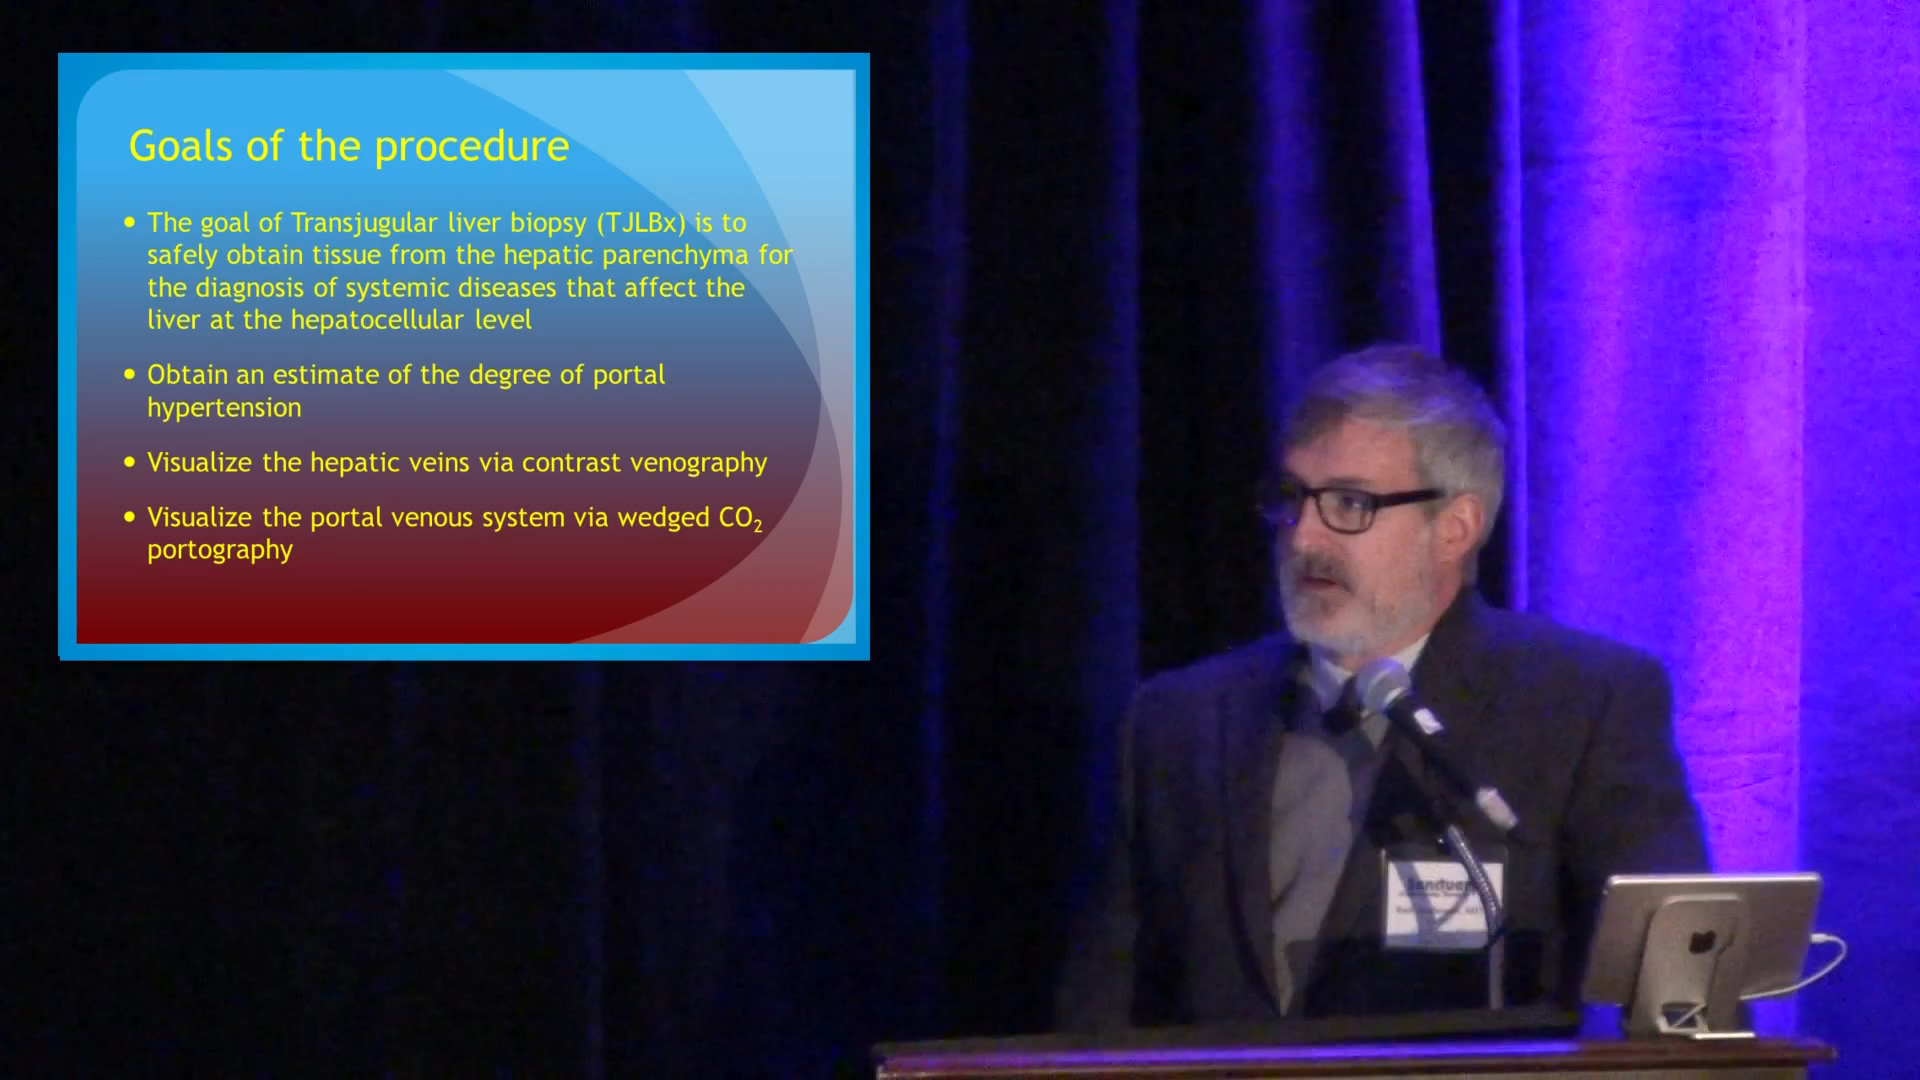 Goals of the procedure
• The goal of Transjugular liver biopsy (TJLBx) is to
safely obtain tissue from the hepatic parenchyma for
the diagnosis of systemic diseases that affect the
liver at the hepatocellular level
• Obtain an estimate of the degree of portal
hypertension
• Visualize the hepatic veins via contrast venography
• Visualize the portal venous system via wedged CO₂
portography